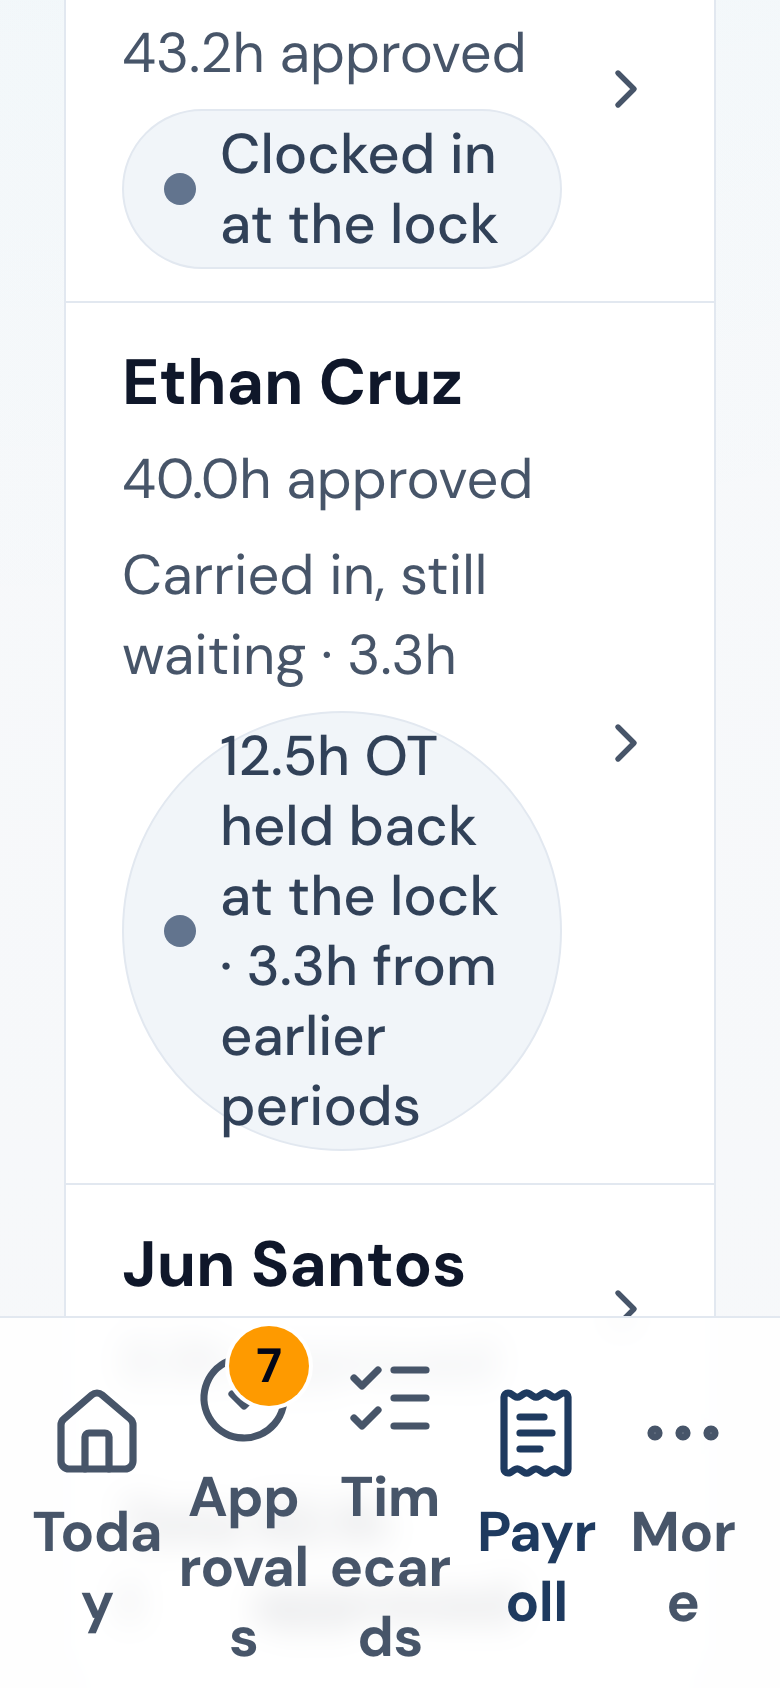 43.2h approved
Clocked in
at the lock
Ethan Cruz
40.0h approved
Carried in, still
waiting · 3.3h
12.5h OT
held back
at the lock
· 3.3h from
earlier
periods
Jun Santos
7
Toda
y
App
roval
s
Tim
ecar
ds
Payr
oll
Mor
e